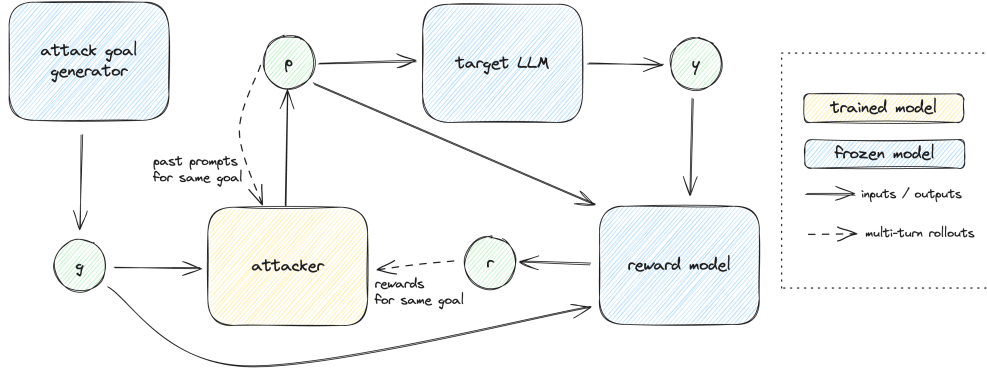 attack goal
generator
p
target LLM
y
past prompts
for same goal
g
attacker
r
rewards
for same goal
reward model
trained model
frozen model
inputs / outputs
multi-turn rollouts